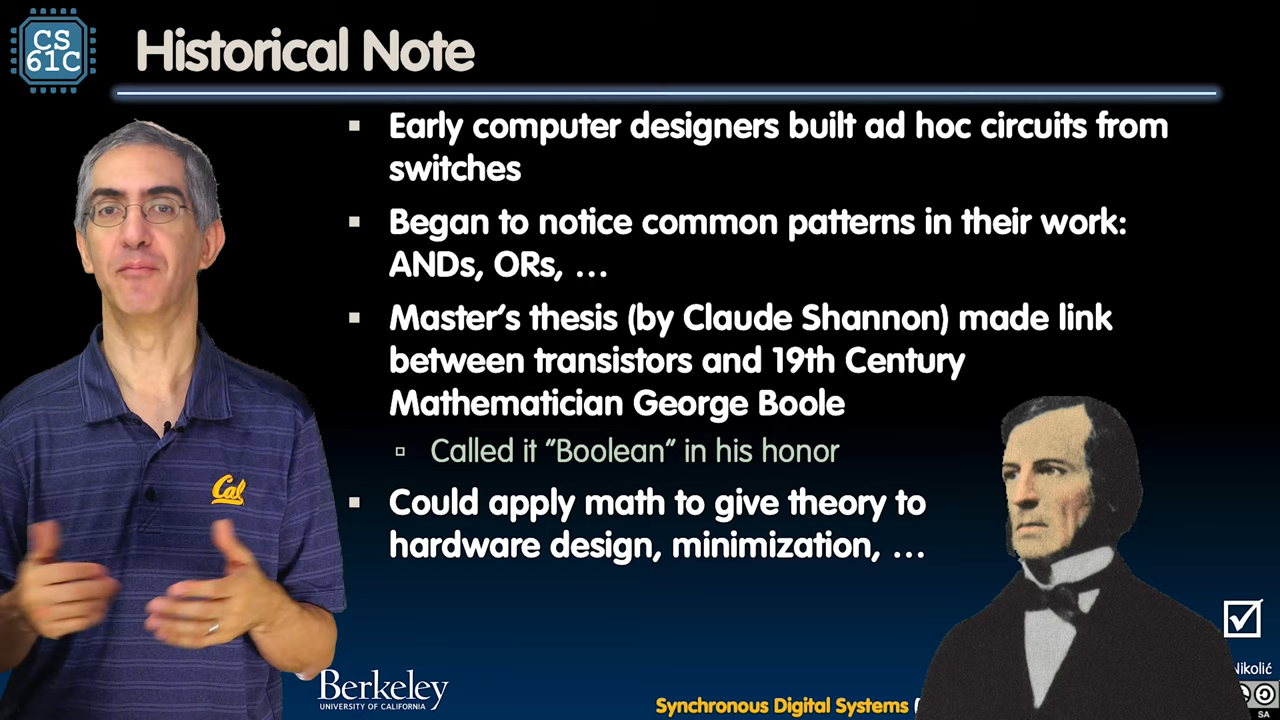 CS
61C
Historical Note
▪ Early computer designers built ad hoc circuits from
switches
▪ Began to notice common patterns in their work:
ANDs, ORs, …
▪ Master’s thesis (by Claude Shannon) made link
between transistors and 19th Century
Mathematician George Boole
▫ Called it “Boolean” in his honor
▪ Could apply math to give theory to
hardware design, minimization, …
Cal
Berkeley
UNIVERSITY OF CALIFORNIA
Synchronous Digital Systems (
Nikolić
SA